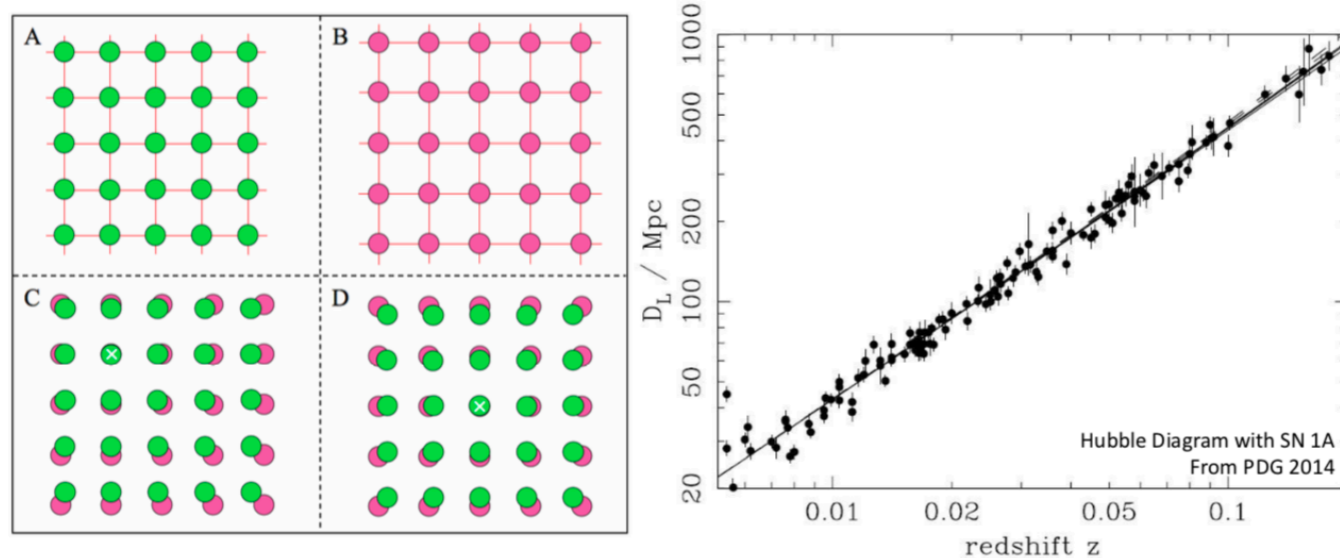 A
B
C
D
1000
500
200
100
50
20
D_L / Mpc
0.01
0.02
0.05
0.1
redshift z
Hubble Diagram with SN 1A
From PDG 2014